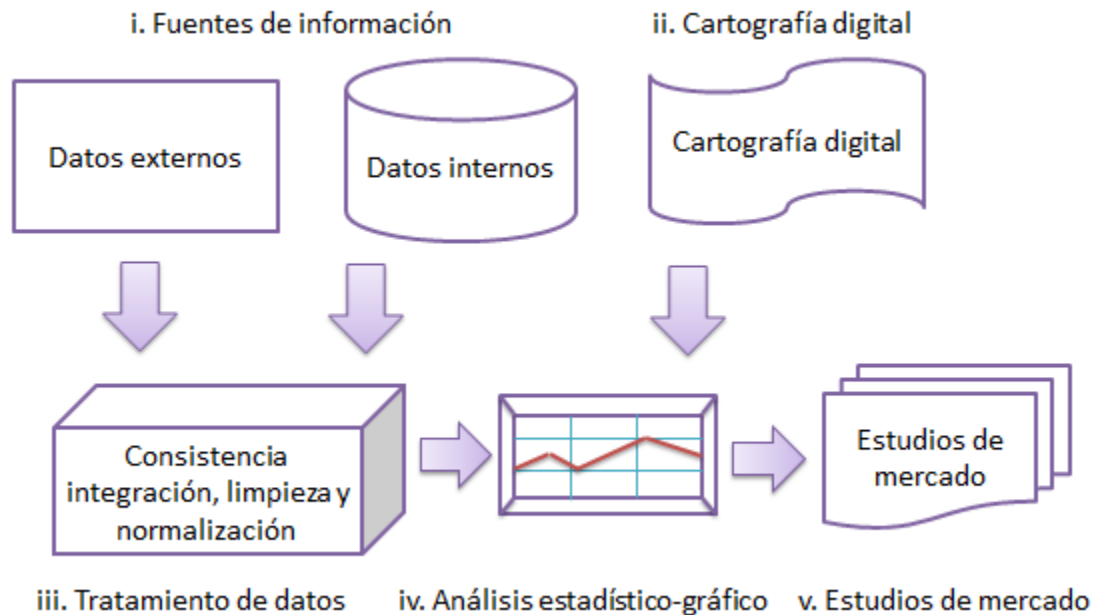 i. Fuentes de información
ii. Cartografía digital
Datos externos
Datos internos
Cartografía digital
Consistencia
integración, limpieza y
normalización
Estudios de
mercado
iii. Tratamiento de datos
iv. Análisis estadístico-gráfico
v. Estudios de mercado